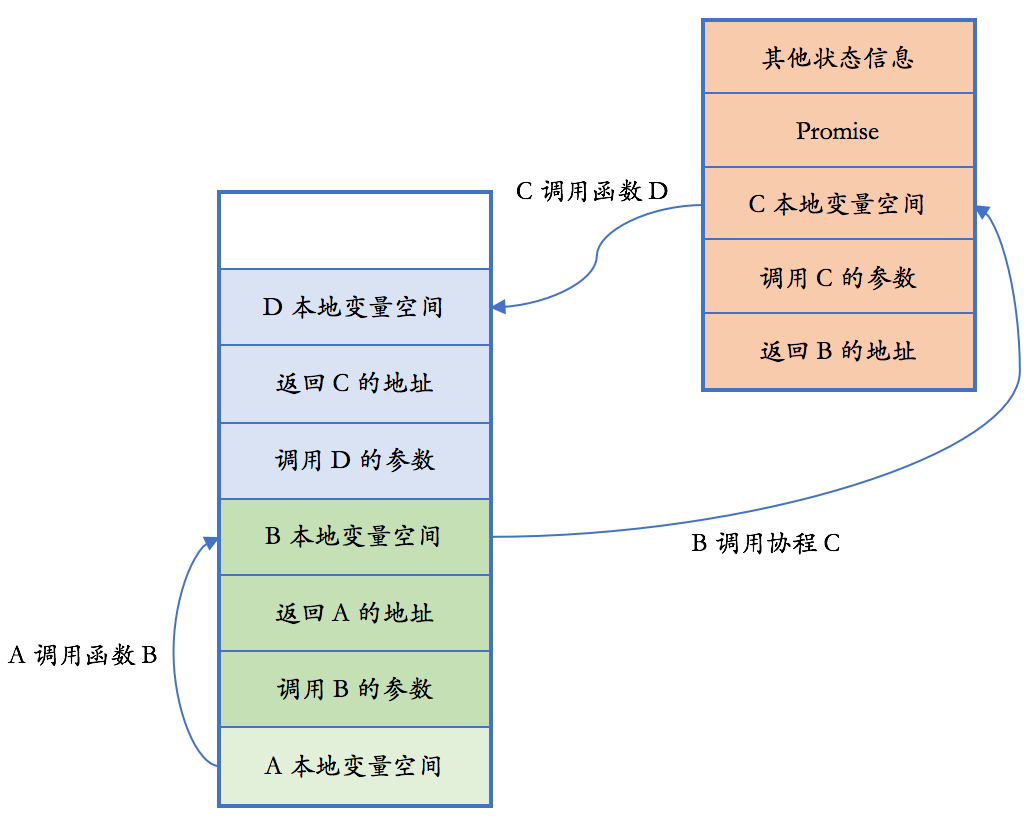 其他状态信息
Promise
C 本地变量空间
调用 C 的参数
返回 B 的地址
C 调用函数 D
D 本地变量空间
返回 C 的地址
调用 D 的参数
B 本地变量空间
返回 A 的地址
调用 B 的参数
A 本地变量空间
B 调用协程 C
A 调用函数 B